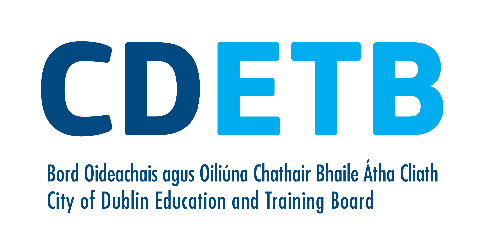 CDETB
Bord Oideachais agus Oiliúna Chathair Bhaile Átha Cliath
City of Dublin Education and Training Board